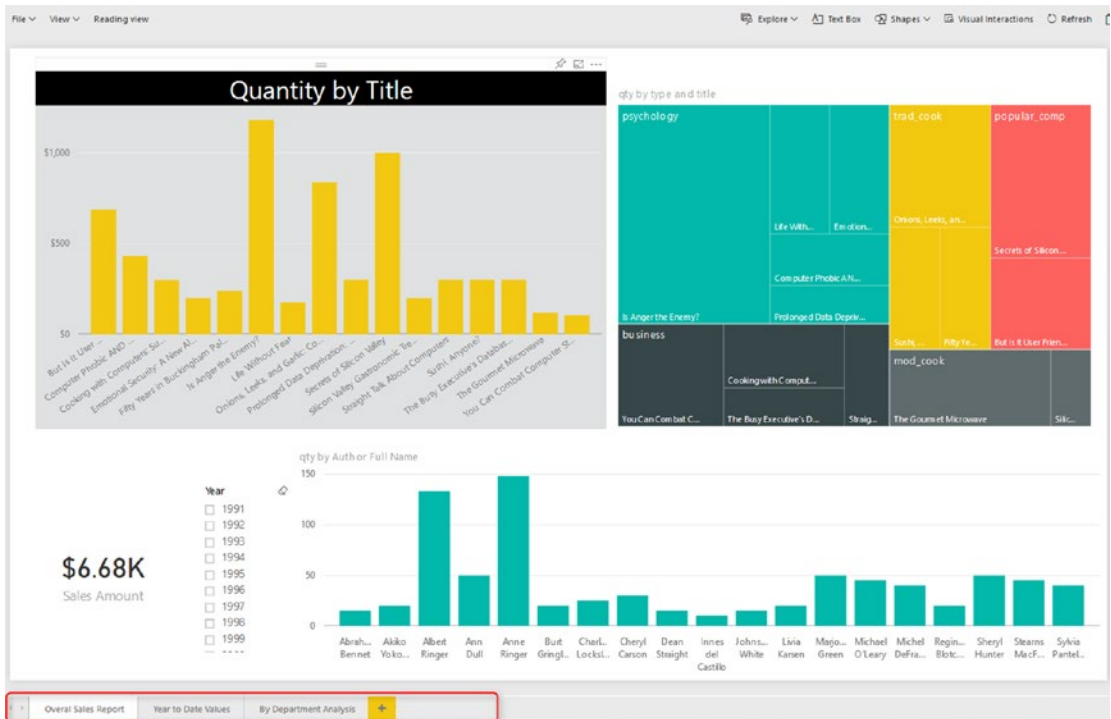 File View Reading view
Explore Text Box Shapes Visual Interactions Refresh
Quantity by Title
$1,000
$500
$0
But Is It User ...
Computer Phobic AND ...
Cooking with Computers: Su...
Emotional Security: A New Al...
Fifty Years in Buckingham Pal...
Is Anger the Enemy?
Life Without Fear
Onions, Leeks, and Garlic: Co...
Prolonged Data Deprivation: ...
Secrets of Silicon Valley
Silicon Valley Gastronomic Tre...
Straight Talk About Computers
Sushi, Anyone?
The Busy Executive's Databas...
The Gourmet Microwave
You Can Combat Computer St...
qty by type and title
psychology
Is Anger the Enemy?
Life With...
Emotion...
Computer Phobic AN...
Prolonged Data Depriv...
business
You Can Combat C...
Cooking with Comput...
The Busy Executive's D...
Straig...
trad_cook
Onions, Leeks, an...
Sushi, ...
Fifty Ye...
popular_comp
Secrets of Silicon...
But Is It User Frien...
mod_cook
The Gourmet Microwave
Silic...
$6.68K
Sales Amount
Year
1991
1992
1993
1994
1995
1996
1997
1998
1999
qty by Author Full Name
150
100
50
0
Abrah... Bennet
Akiko Yoko...
Albert Ringer
Ann Dull
Anne Ringer
Burt Gringl...
Charl... Locksl...
Cheryl Carson
Dean Straight
Innes del Castillo
Johns... White
Livia Karsen
Marjo... Green
Michael O'Leary
Michel DeFra...
Regin... Blotc...
Sheryl Hunter
Stearns MacF...
Sylvia Pantel...
Overal Sales Report
Year to Date Values
By Department Analysis
+